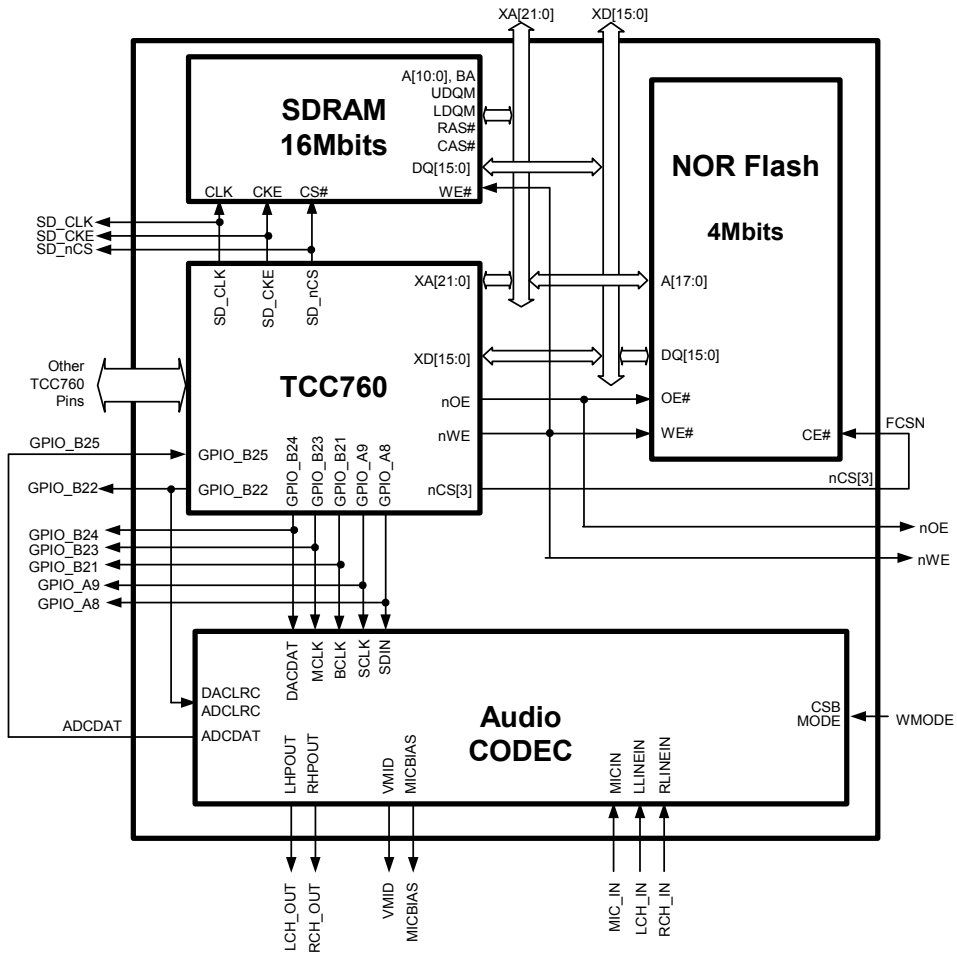 XA[21:0]
XD[15:0]
SDRAM
16Mbits
A[10:0], BA
UDQM
LDQM
RAS#
CAS#
DQ[15:0]
WE#
CLK
CKE
CS#
NOR Flash
4Mbits
A[17:0]
DQ[15:0]
OE#
WE#
CE#
FCSN
SD_CLK
SD_CKE
SD_nCS
SD_CLK
SD_CKE
SD_nCS
XA[21:0]
XD[15:0]
TCC760
nOE
nWE
nCS[3]
nCS[3]
Other
TCC760
Pins
GPIO_B25
GPIO_B25
GPIO_B22
GPIO_B22
GPIO_B24
GPIO_B23
GPIO_B21
GPIO_A9
GPIO_A8
GPIO_B24
GPIO_B23
GPIO_B21
GPIO_A9
GPIO_A8
nOE
nWE
DACDAT
MCLK
BCLK
SCLK
SDIN
DACLRC
ADCLRC
ADCDAT
ADCDAT
Audio
CODEC
CSB
MODE
WMODE
LHPOUT
RHPOUT
VMID
MICBIAS
MICIN
LLINEIN
RLINEIN
LCH_OUT
RCH_OUT
VMID
MICBIAS
MIC_IN
LCH_IN
RCH_IN